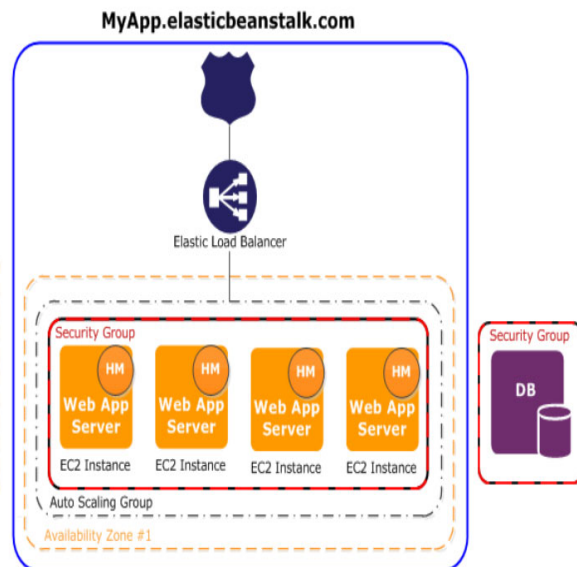 MyApp.elasticbeanstalk.com
Elastic Load Balancer
Security Group
HM
Web App
Server
EC2 Instance
HM
Web App
Server
EC2 Instance
HM
Web App
Server
EC2 Instance
HM
Web App
Server
EC2 Instance
Auto Scaling Group
Availability Zone #1
Security Group
DB